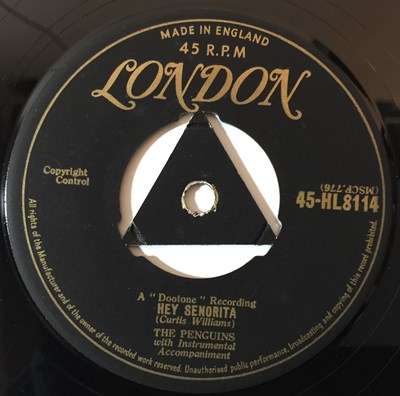 MADE IN ENGLAND
45 R.P.M
LONDON
Copyright
Control
(MSCP.776)
45-HL8114
A "Dootone" Recording
HEY SENORITA
(Curtis Williams)
THE PENGUINS
with Instrumental
Accompaniment
All rights of the Manufacturer and of the owner of the recorded work reserved. Unauthorised public performance, broadcasting and copying of this record prohibited.